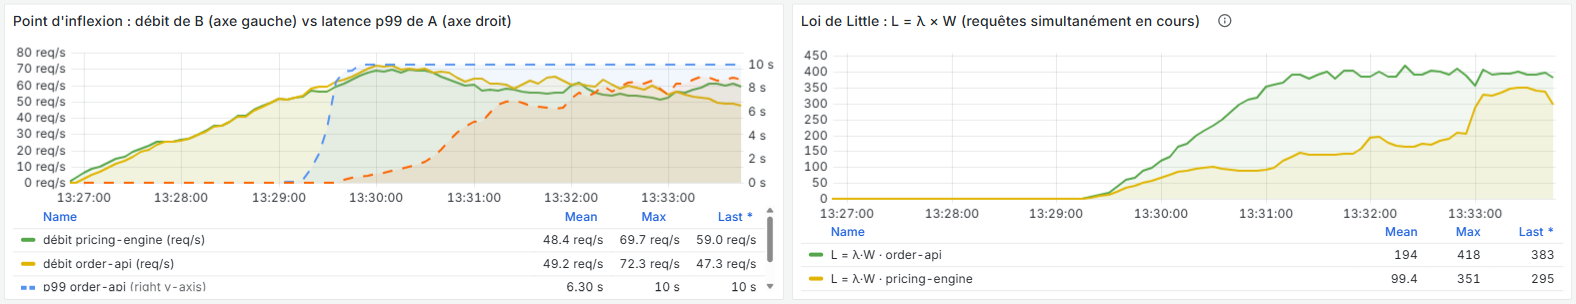 Point d'inflexion : débit de B (axe gauche) vs latence p99 de A (axe droit)
80 req/s
70 req/s
60 req/s
50 req/s
40 req/s
30 req/s
20 req/s
10 req/s
0 req/s
10 s
8 s
6 s
4 s
2 s
0 s
13:27:00 13:28:00 13:29:00 13:30:00 13:31:00 13:32:00 13:33:00
Name Mean Max Last *
débit pricing-engine (req/s) 48.4 req/s 69.7 req/s 59.0 req/s
débit order-api (req/s) 49.2 req/s 72.3 req/s 47.3 req/s
p99 order-api (right y-axis) 6.30 s 10 s 10 s
Loi de Little : L = λ × W (requêtes simultanément en cours)
450
400
350
300
250
200
150
100
50
0
13:27:00 13:28:00 13:29:00 13:30:00 13:31:00 13:32:00 13:33:00
Name Mean Max Last *
L = λ·W · order-api 194 418 383
L = λ·W · pricing-engine 99.4 351 295